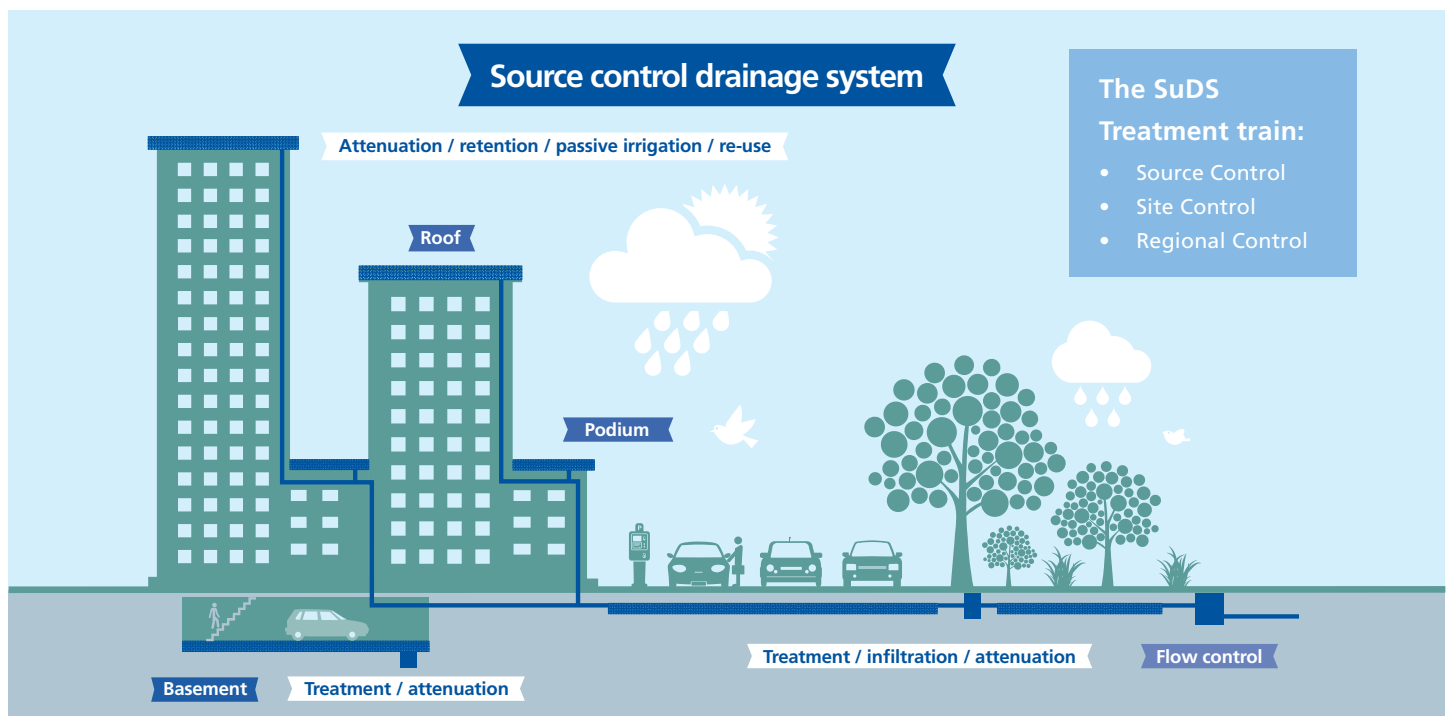 Source control drainage system
The SuDS
Treatment train:
• Source Control
• Site Control
• Regional Control
Attenuation / retention / passive irrigation / re-use
Roof
Podium
P
Treatment / infiltration / attenuation
Flow control
Basement
Treatment / attenuation